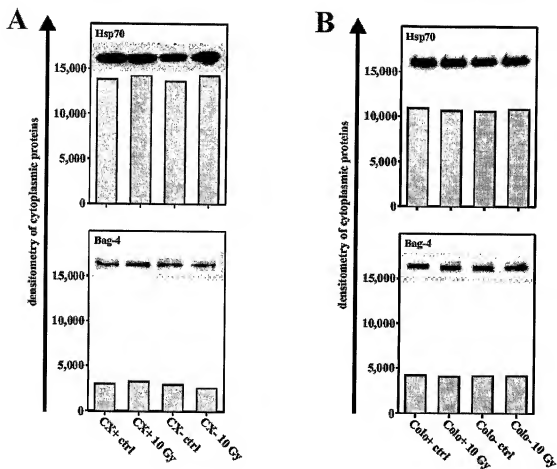 A
densitometry of cytoplasmic proteins
Hsp70
15,000
10,000
5,000
0
Bag-4
15,000
10,000
5,000
0
CX+ ctrl
CX+ 10 Gy
CX- ctrl
CX- 10 Gy
B
densitometry of cytoplasmic proteins
Hsp70
15,000
10,000
5,000
0
Bag-4
15,000
10,000
5,000
0
Colo+ ctrl
Colo+ 10 Gy
Colo- ctrl
Colo- 10 Gy